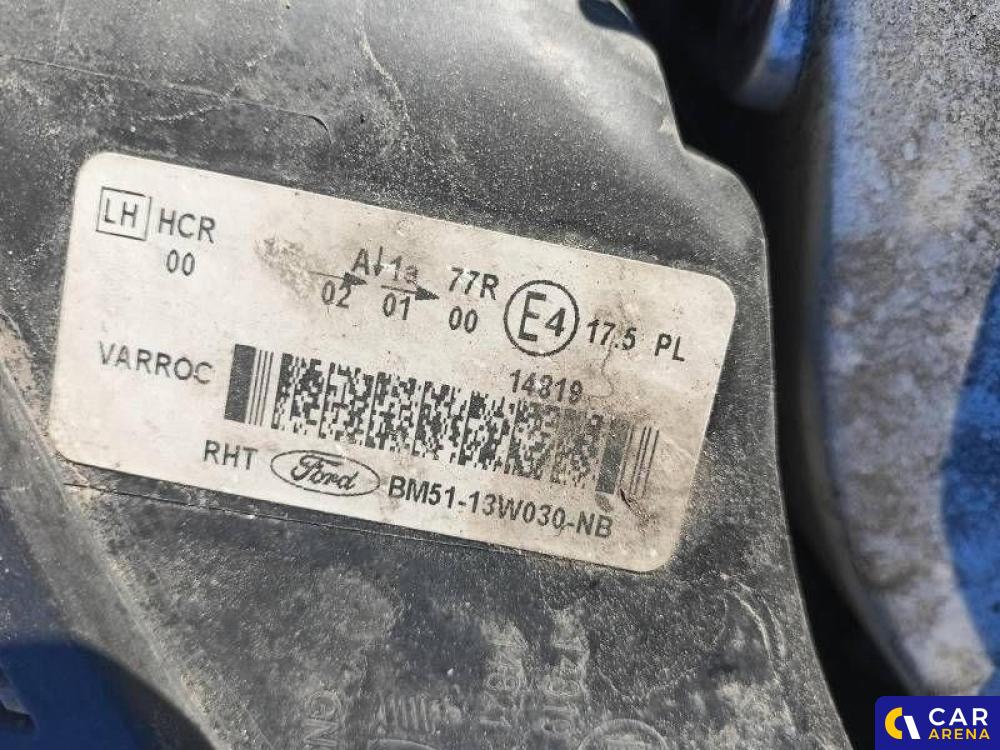 LH HCR
00
A 1a 77R E4 17.5 PL
02 01 00
14819
VARROC
RHT Ford BM51-13W030-NB
CAR
ARENA